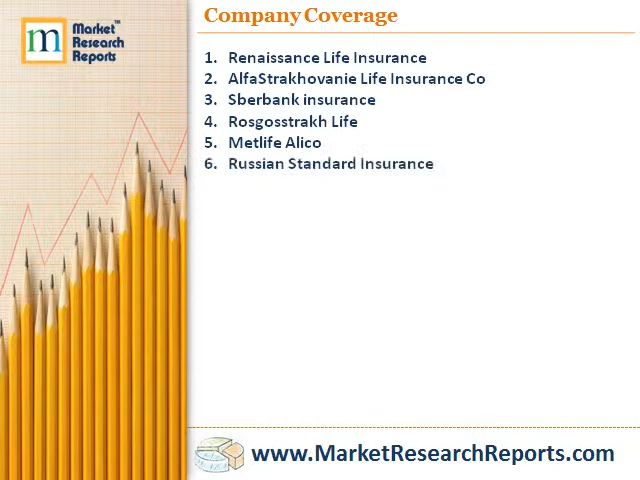 Company Coverage
m
Market™
Research
Reports
1. Renaissance Life Insurance
2. AlfaStrakhovanie Life Insurance Co
3. Sberbank insurance
4. Rosgosstrakh Life
5. Metlife Alico
6. Russian Standard Insurance
www.MarketResearchReports.com